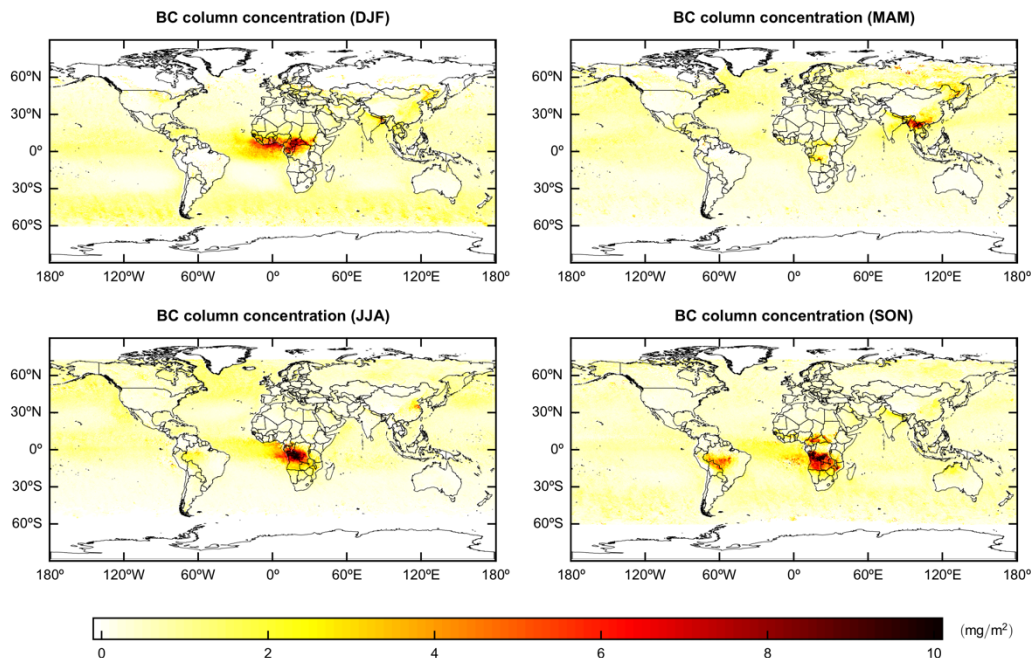 BC column concentration (DJF)
BC column concentration (MAM)
60ºN
30ºN
0º
30ºS
60ºS
180º 120ºW 60ºW 0º 60ºE 120ºE 180º
60ºN
30ºN
0º
30ºS
60ºS
180º 120ºW 60ºW 0º 60ºE 120ºE 180º
BC column concentration (JJA)
BC column concentration (SON)
60ºN
30ºN
0º
30ºS
60ºS
180º 120ºW 60ºW 0º 60ºE 120ºE 180º
60ºN
30ºN
0º
30ºS
60ºS
180º 120ºW 60ºW 0º 60ºE 120ºE 180º
0 2 4 6 8 10 (mg/m²)